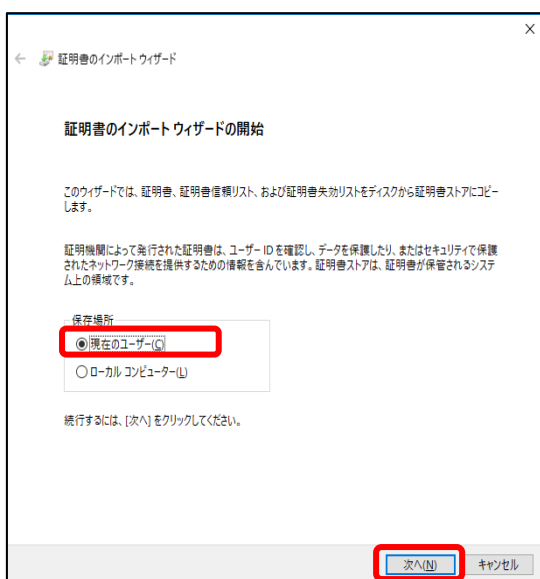 証明書のインポート ウィザード
証明書のインポート ウィザードの開始
このウィザードでは、証明書、証明書信頼リスト、および証明書失効リストをディスクから証明書ストアにコピー
します。
証明機関によって発行された証明書は、ユーザー ID を確認し、データを保護したり、またはセキュリティで保護
されたネットワーク接続を提供するための情報を含んでいます。証明書ストアは、証明書が保管されるシステ
ム上の領域です。
保存場所
現在のユーザー(C)
ローカル コンピューター(L)
続行するには、[次へ] をクリックしてください。
次へ(N)
キャンセル